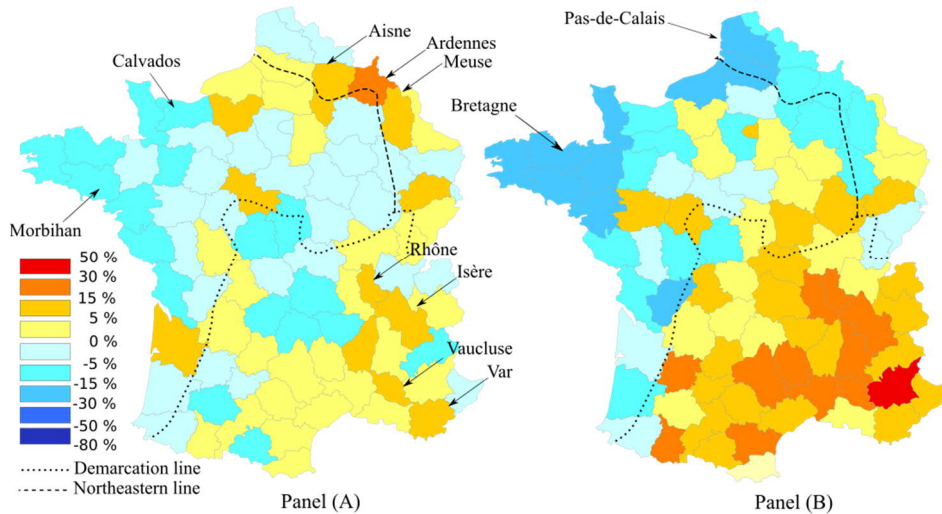 Aisne
Ardennes
Meuse
Calvados
Morbihan
Rhône
Isère
Vaucluse
Var
Pas-de-Calais
Bretagne
50 %
30 %
15 %
5 %
0 %
-5 %
-15 %
-30 %
-50 %
-80 %
Demarcation line
Northeastern line
Panel (A)
Panel (B)